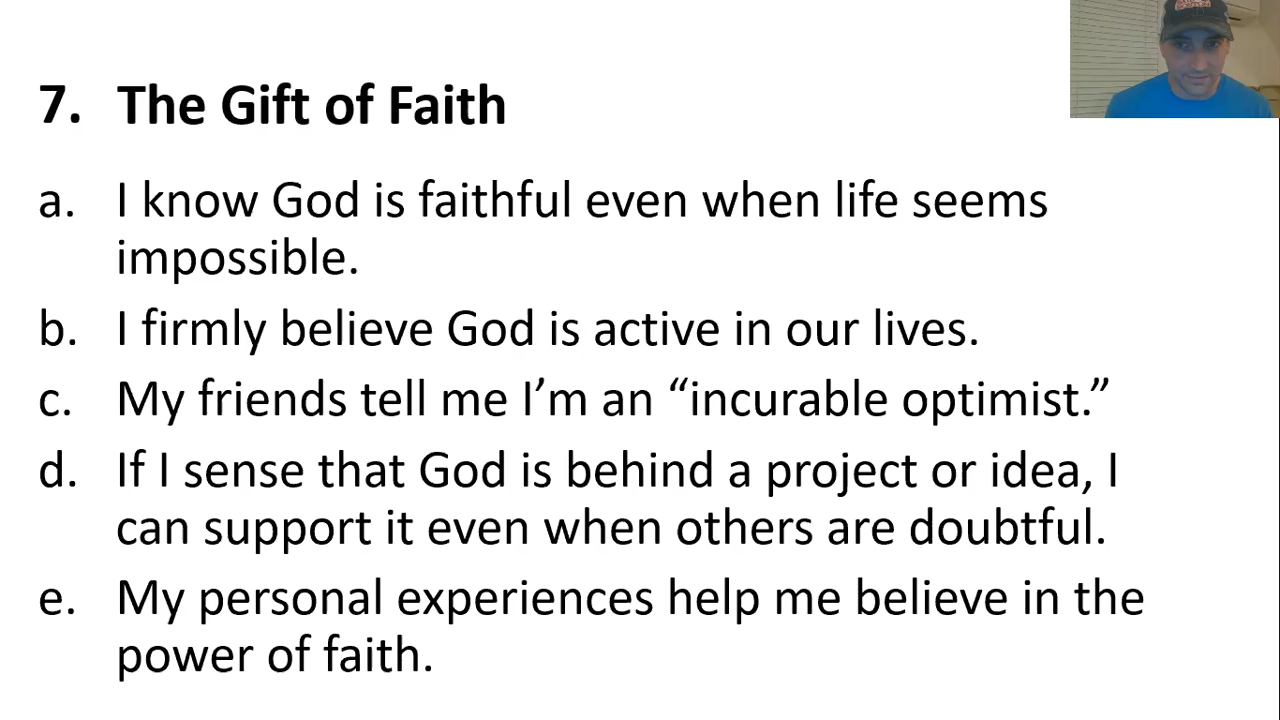 7. The Gift of Faith
a. I know God is faithful even when life seems
impossible.
b. I firmly believe God is active in our lives.
c. My friends tell me I’m an “incurable optimist.”
d. If I sense that God is behind a project or idea, I
can support it even when others are doubtful.
e. My personal experiences help me believe in the
power of faith.